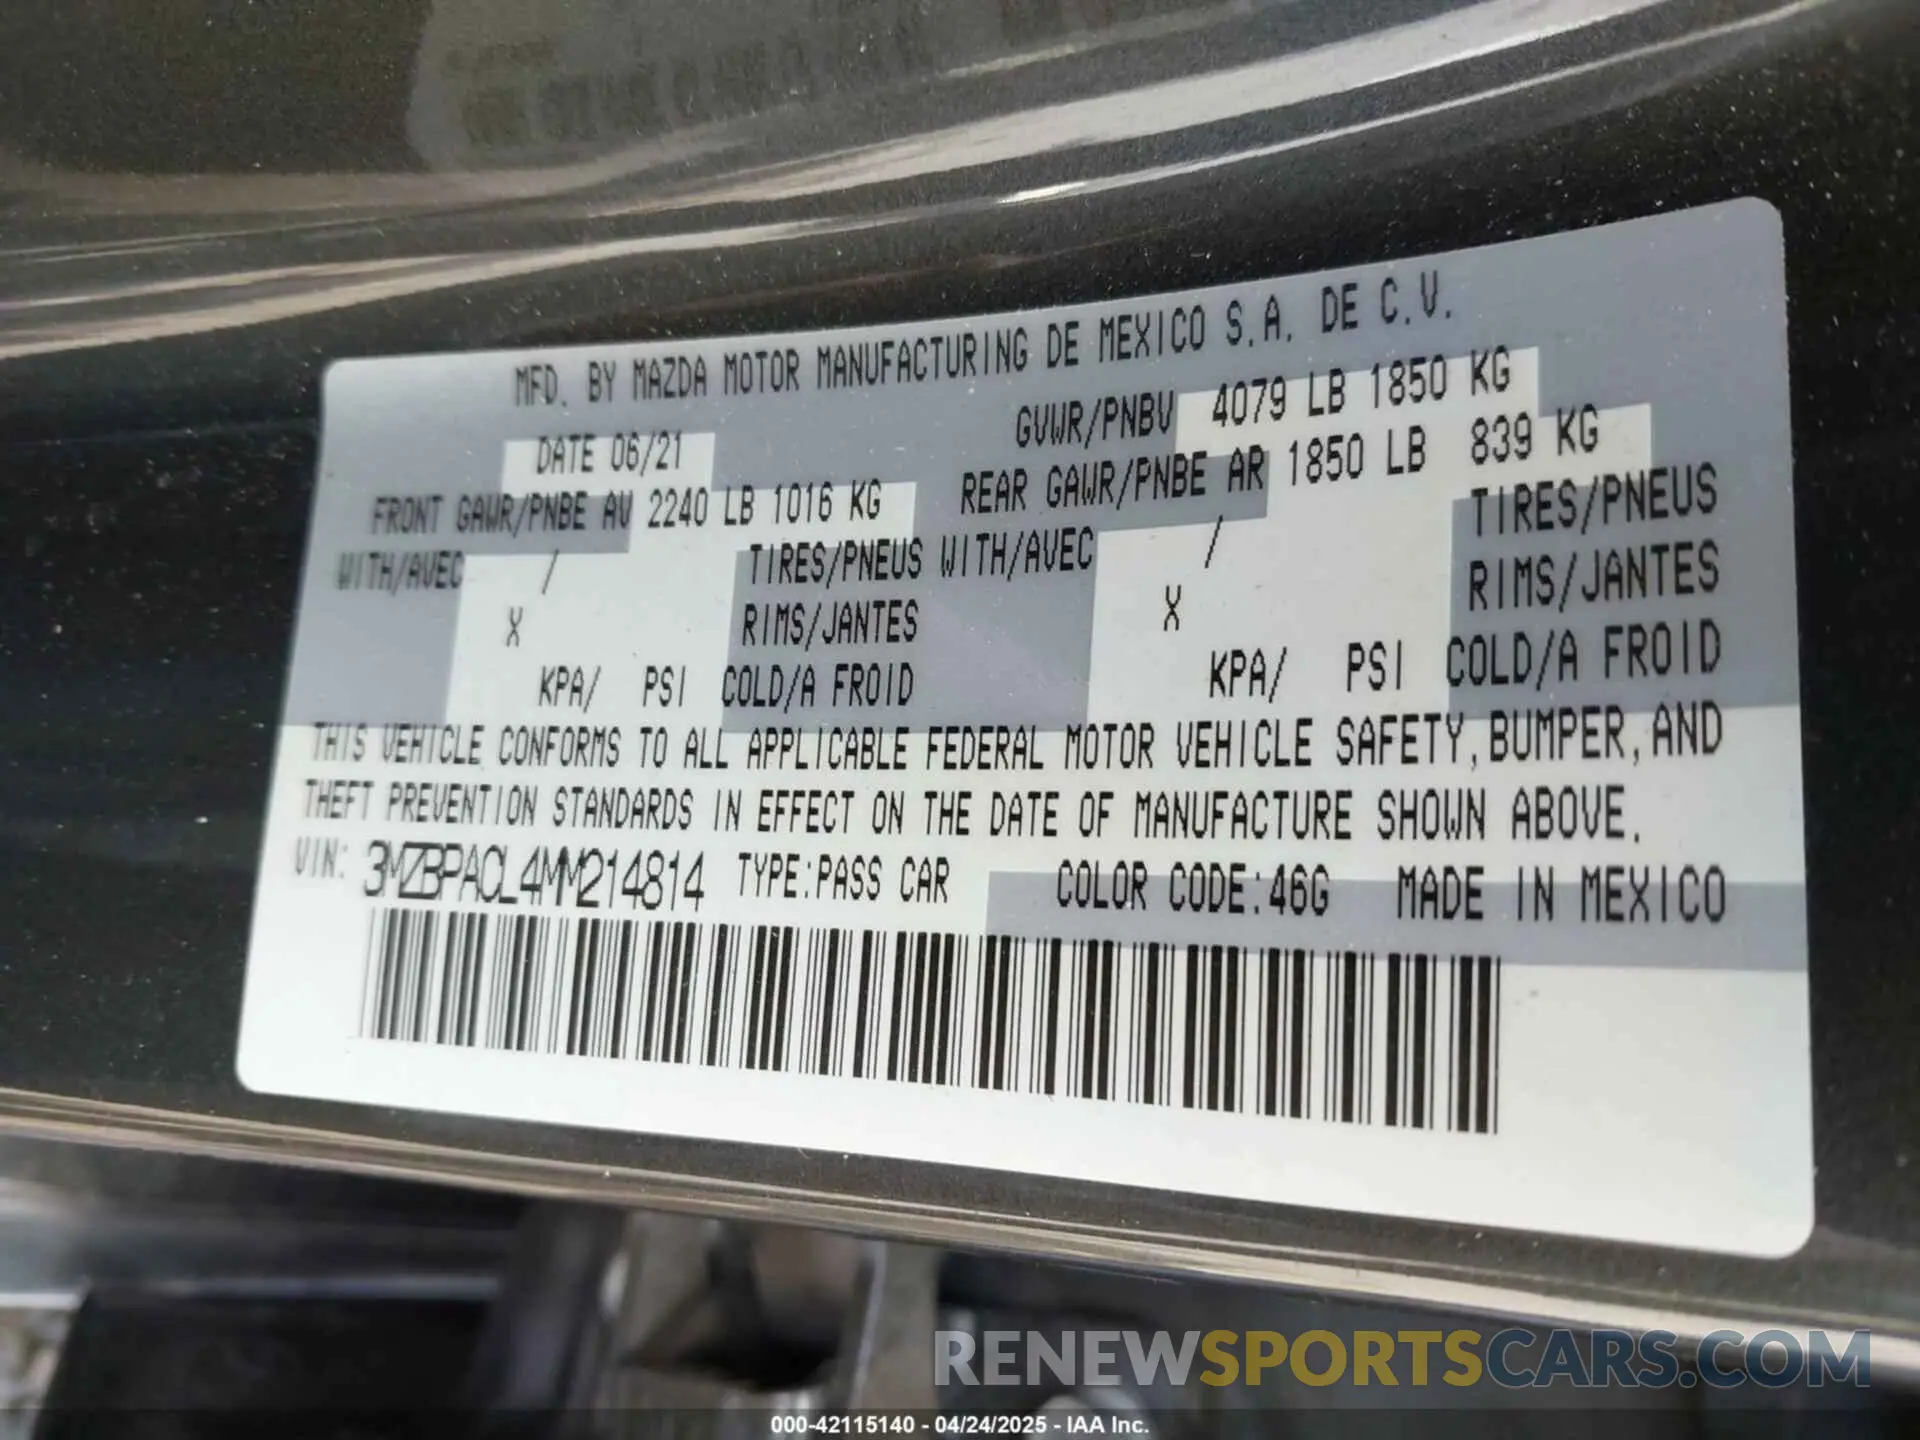 MFD. BY MAZDA MOTOR MANUFACTURING DE MEXICO S.A. DE C.V.
DATE 06/21 GVWR/PNBV 4079 LB 1850 KG
FRONT GAWR/PNBE AV 2240 LB 1016 KG REAR GAWR/PNBE AR 1850 LB 839 KG
WITH/AVEC / TIRES/PNEUS WITH/AVEC / TIRES/PNEUS
X RIMS/JANTES X RIMS/JANTES
KPA/ PSI COLD/A FROID KPA/ PSI COLD/A FROID
THIS VEHICLE CONFORMS TO ALL APPLICABLE FEDERAL MOTOR VEHICLE SAFETY, BUMPER, AND
THEFT PREVENTION STANDARDS IN EFFECT ON THE DATE OF MANUFACTURE SHOWN ABOVE.
VIN: 3MZBPACL4MM214814 TYPE:PASS CAR COLOR CODE:46G MADE IN MEXICO
RENEWSPORTSCARS.COM
000-42115140 - 04/24/2025 - IAA Inc.